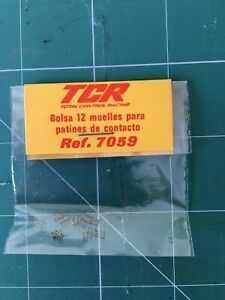 TCR
TOTAL CONTROL RACING
Bolsa 12 muelles para
patines de contacto
Ref. 7059